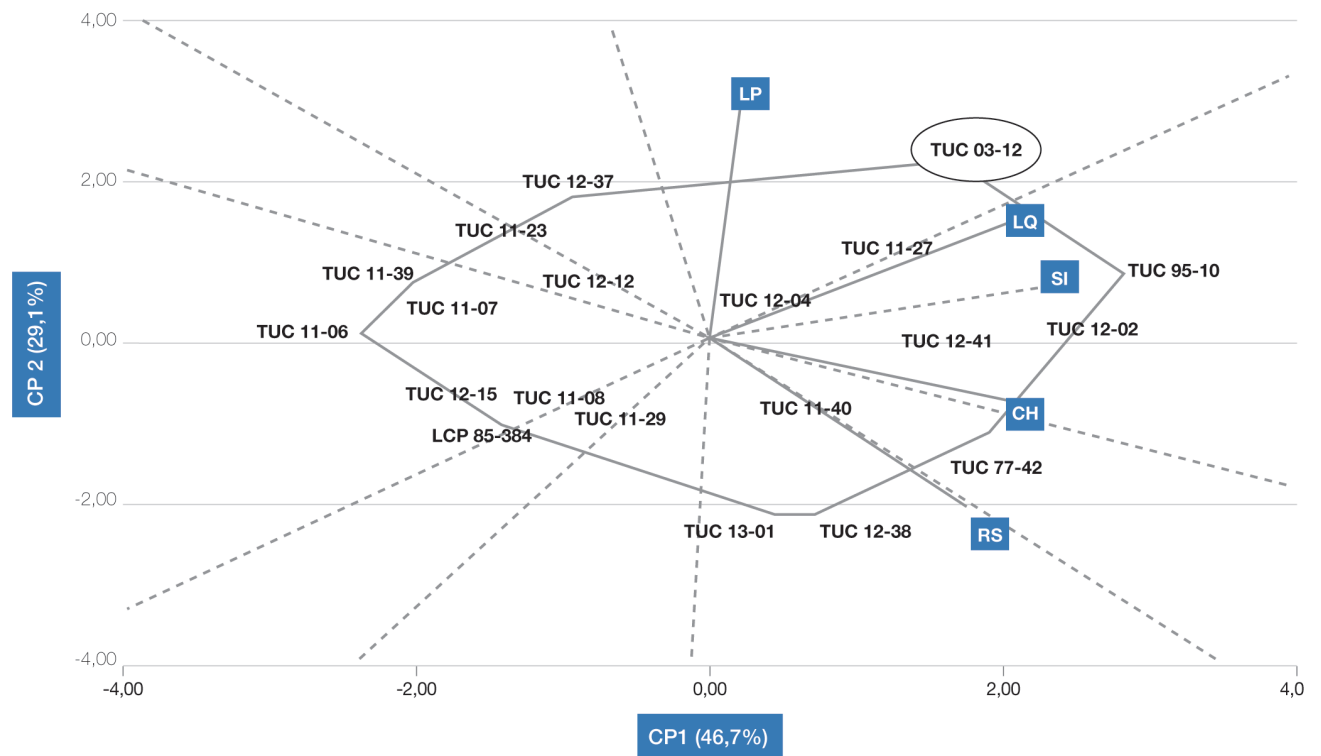 4,00
LP
TUC 03-12
2,00
TUC 12-37
LQ
TUC 11-23
TUC 11-27
TUC 11-39
TUC 12-12
SI
TUC 95-10
TUC 11-07
TUC 12-04
TUC 11-06
0,00
TUC 12-41
TUC 12-02
CP 2 (29,1%)
TUC 12-15
TUC 11-08
TUC 11-29
TUC 11-40
CH
LCP 85-384
TUC 77-42
-2,00
TUC 13-01
TUC 12-38
RS
-4,00
-4,00
-2,00
0,00
2,00
4,0
CP1 (46,7%)